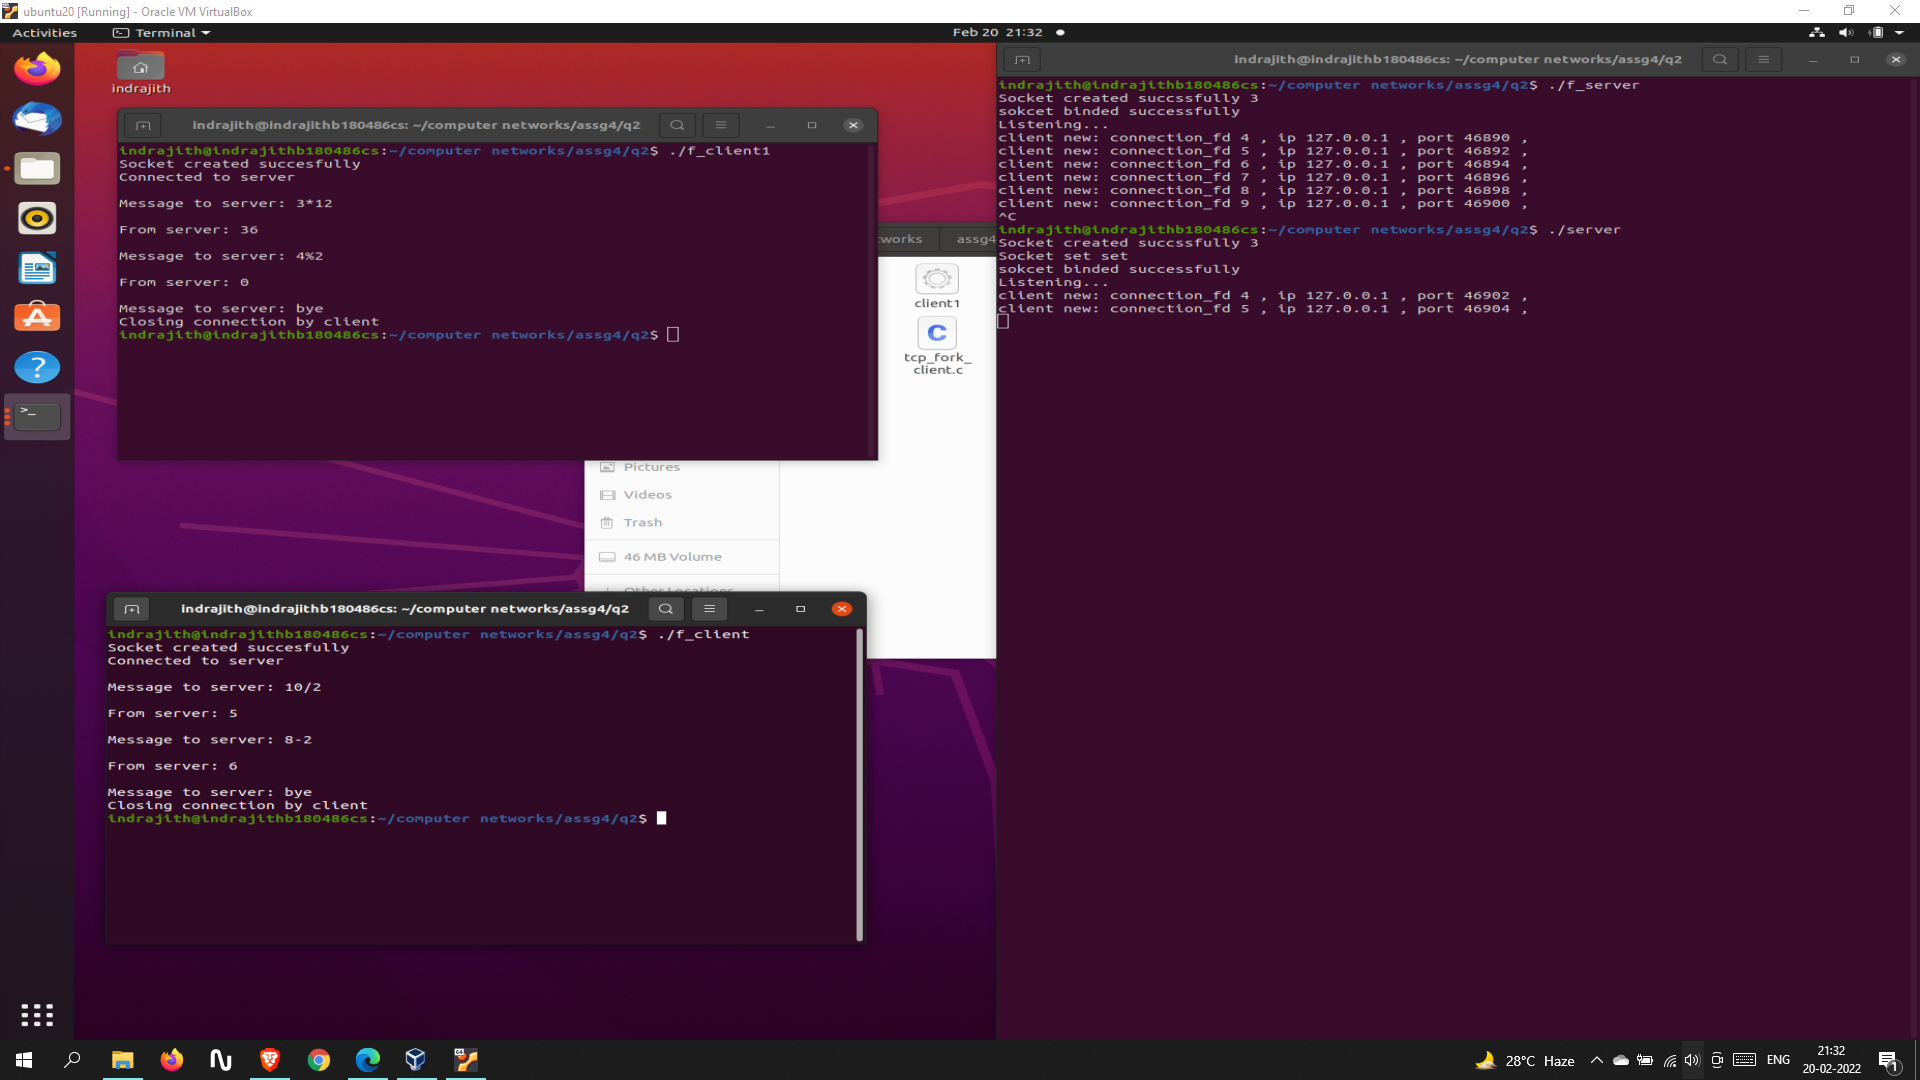 ubuntu20 [Running] - Oracle VM VirtualBox
Activities
Terminal
Feb 20 21:32
indrajith
indrajith@indrajithb180486cs: ~/computer networks/assg4/q2
indrajith@indrajithb180486cs:~/computer networks/assg4/q2$ ./f_client1
Socket created succesfully
Connected to server
Message to server: 3*12
From server: 36
Message to server: 4%2
From server: 0
Message to server: bye
Closing connection by client
indrajith@indrajithb180486cs:~/computer networks/assg4/q2$
tworks
assg4
client1
tcp_fork_
client.c
Pictures
Videos
Trash
46 MB Volume
Other Locations
indrajith@indrajithb180486cs: ~/computer networks/assg4/q2
indrajith@indrajithb180486cs:~/computer networks/assg4/q2$ ./f_client
Socket created succesfully
Connected to server
Message to server: 10/2
From server: 5
Message to server: 8-2
From server: 6
Message to server: bye
Closing connection by client
indrajith@indrajithb180486cs:~/computer networks/assg4/q2$
indrajith@indrajithb180486cs: ~/computer networks/assg4/q2
indrajith@indrajithb180486cs:~/computer networks/assg4/q2$ ./f_server
Socket created succssfully 3
sokcet binded successfully
Listening...
client new: connection_fd 4 , ip 127.0.0.1 , port 46890 ,
client new: connection_fd 5 , ip 127.0.0.1 , port 46892 ,
client new: connection_fd 6 , ip 127.0.0.1 , port 46894 ,
client new: connection_fd 7 , ip 127.0.0.1 , port 46896 ,
client new: connection_fd 8 , ip 127.0.0.1 , port 46898 ,
client new: connection_fd 9 , ip 127.0.0.1 , port 46900 ,
^C
indrajith@indrajithb180486cs:~/computer networks/assg4/q2$ ./server
Socket created succssfully 3
Socket set set
sokcet binded successfully
Listening...
client new: connection_fd 4 , ip 127.0.0.1 , port 46902 ,
client new: connection_fd 5 , ip 127.0.0.1 , port 46904 ,
28°C Haze
ENG
21:32
20-02-2022
1